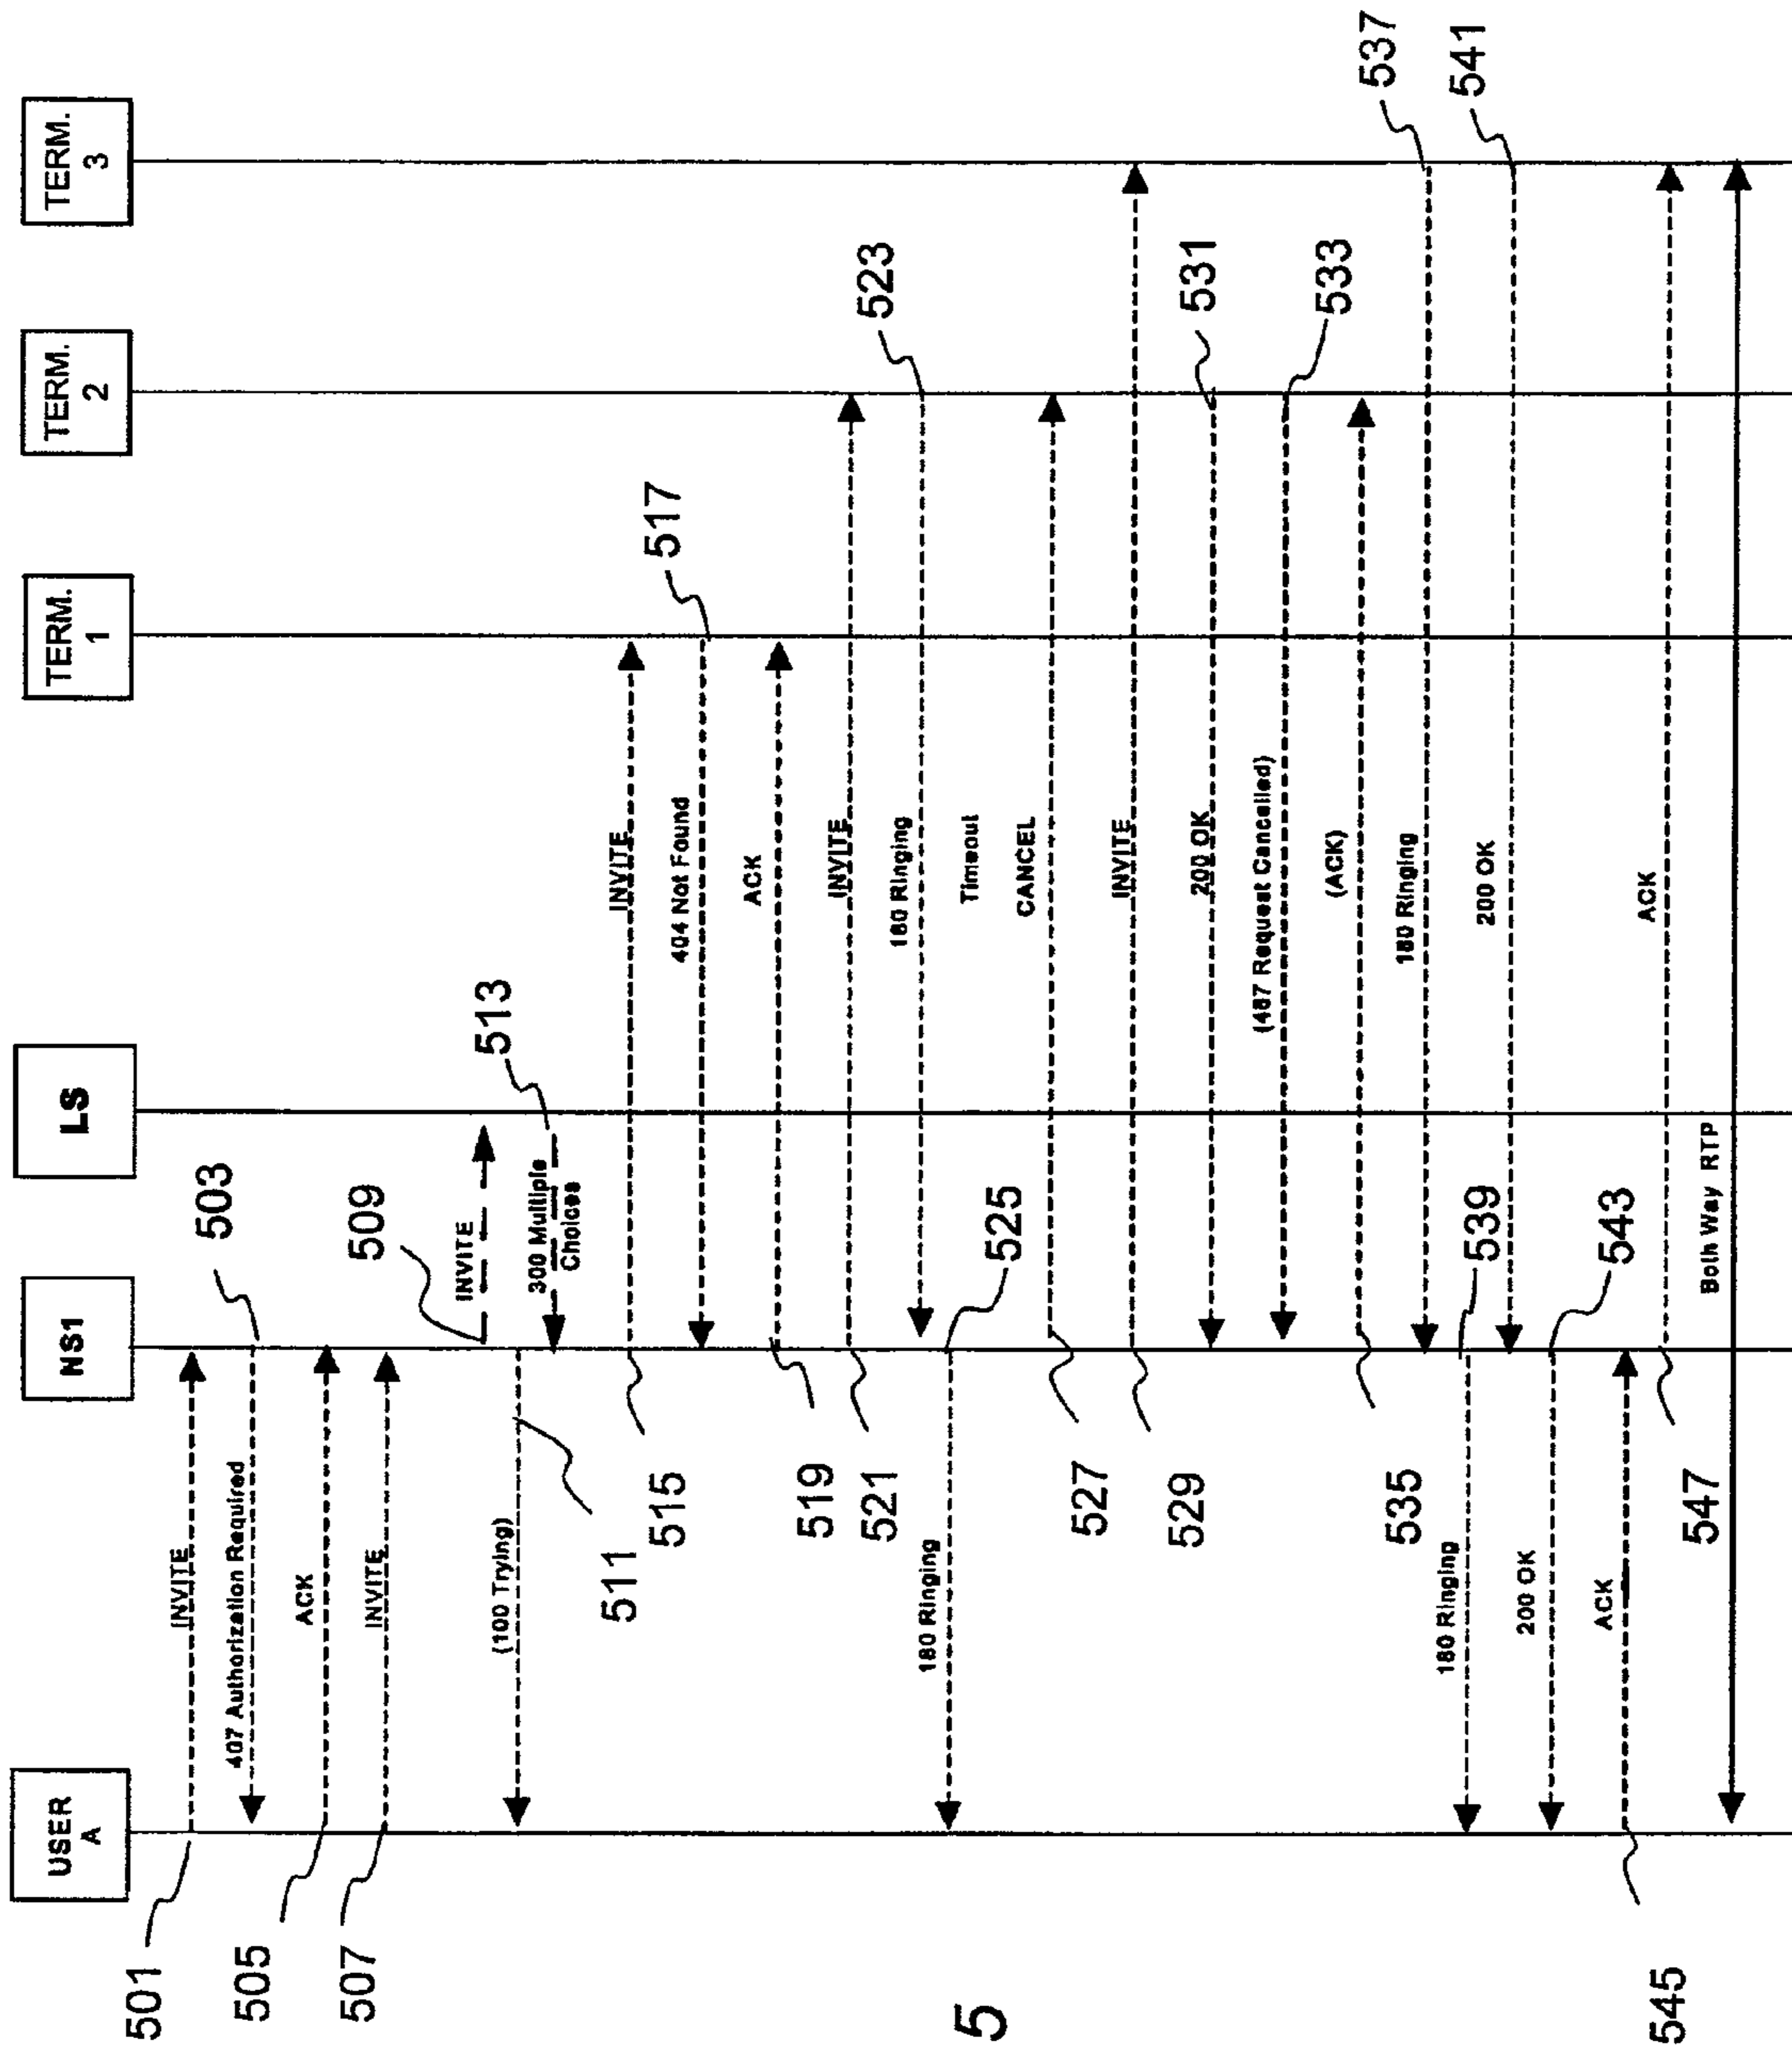 USER
A
NS1
LS
TERM.
1
TERM.
2
TERM.
3
501
INVITE
503
407 Authorization Required
505
ACK
507
INVITE
509
INVITE
511
(100 Trying)
513
300 Multiple
Choices
515
INVITE
517
404 Not Found
519
ACK
521
INVITE
523
180 Ringing
525
180 Ringing
Timeout
527
CANCEL
529
INVITE
531
200 OK
533
(487 Request Cancelled)
535
(ACK)
537
180 Ringing
539
180 Ringing
541
200 OK
543
200 OK
545
ACK
547
ACK
Both Way RTP
5